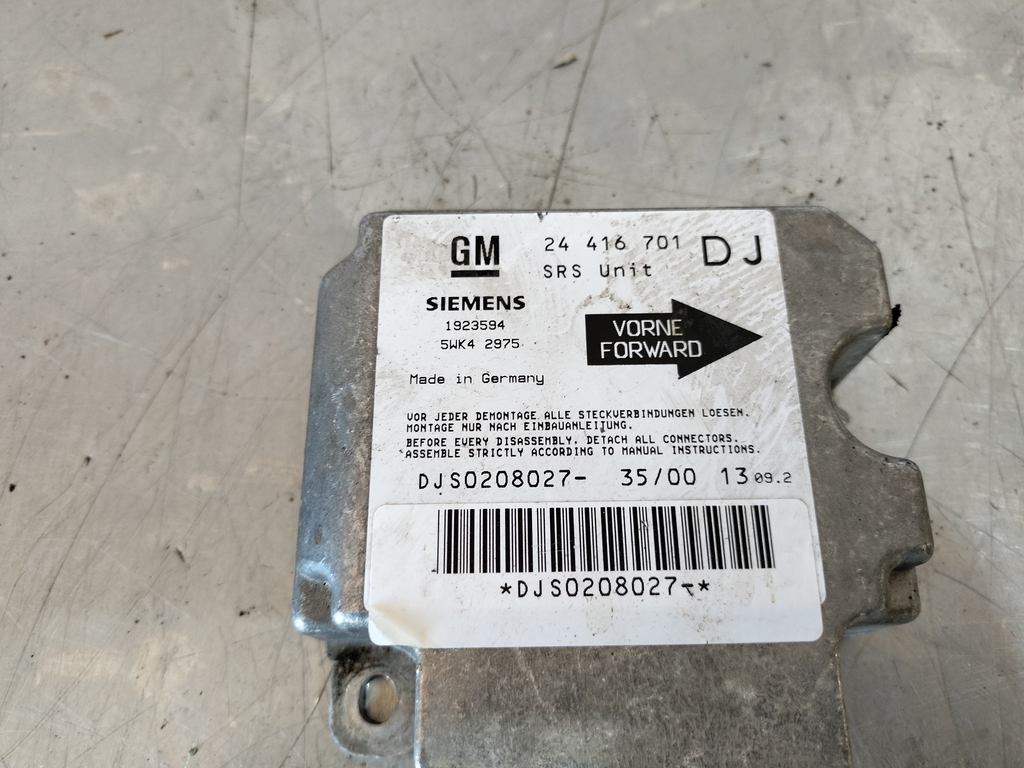 GM 24 416 701 DJ
SRS Unit
SIEMENS
1923594
5WK4 2975
VORNE
FORWARD
Made in Germany
VOR JEDER DEMONTAGE ALLE STECKVERBINDUNGEN LOESEN.
MONTAGE NUR NACH EINBAUANLEITUNG.
BEFORE EVERY DISASSEMBLY, DETACH ALL CONNECTORS.
ASSEMBLE STRICTLY ACCORDING TO MANUAL INSTRUCTIONS.
DJS0208027- 35/00 13 09.2
*DJS0208027-*